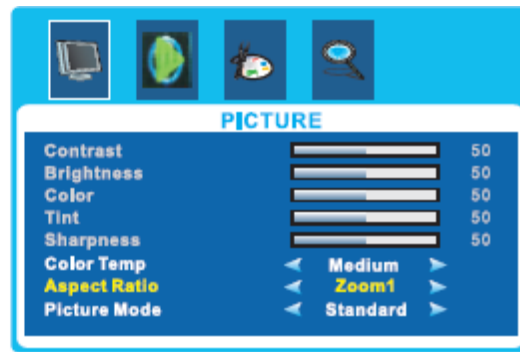 PICTURE
Contrast 50
Brightness 50
Color 50
Tint 50
Sharpness 50
Color Temp Medium
Aspect Ratio Zoom1
Picture Mode Standard